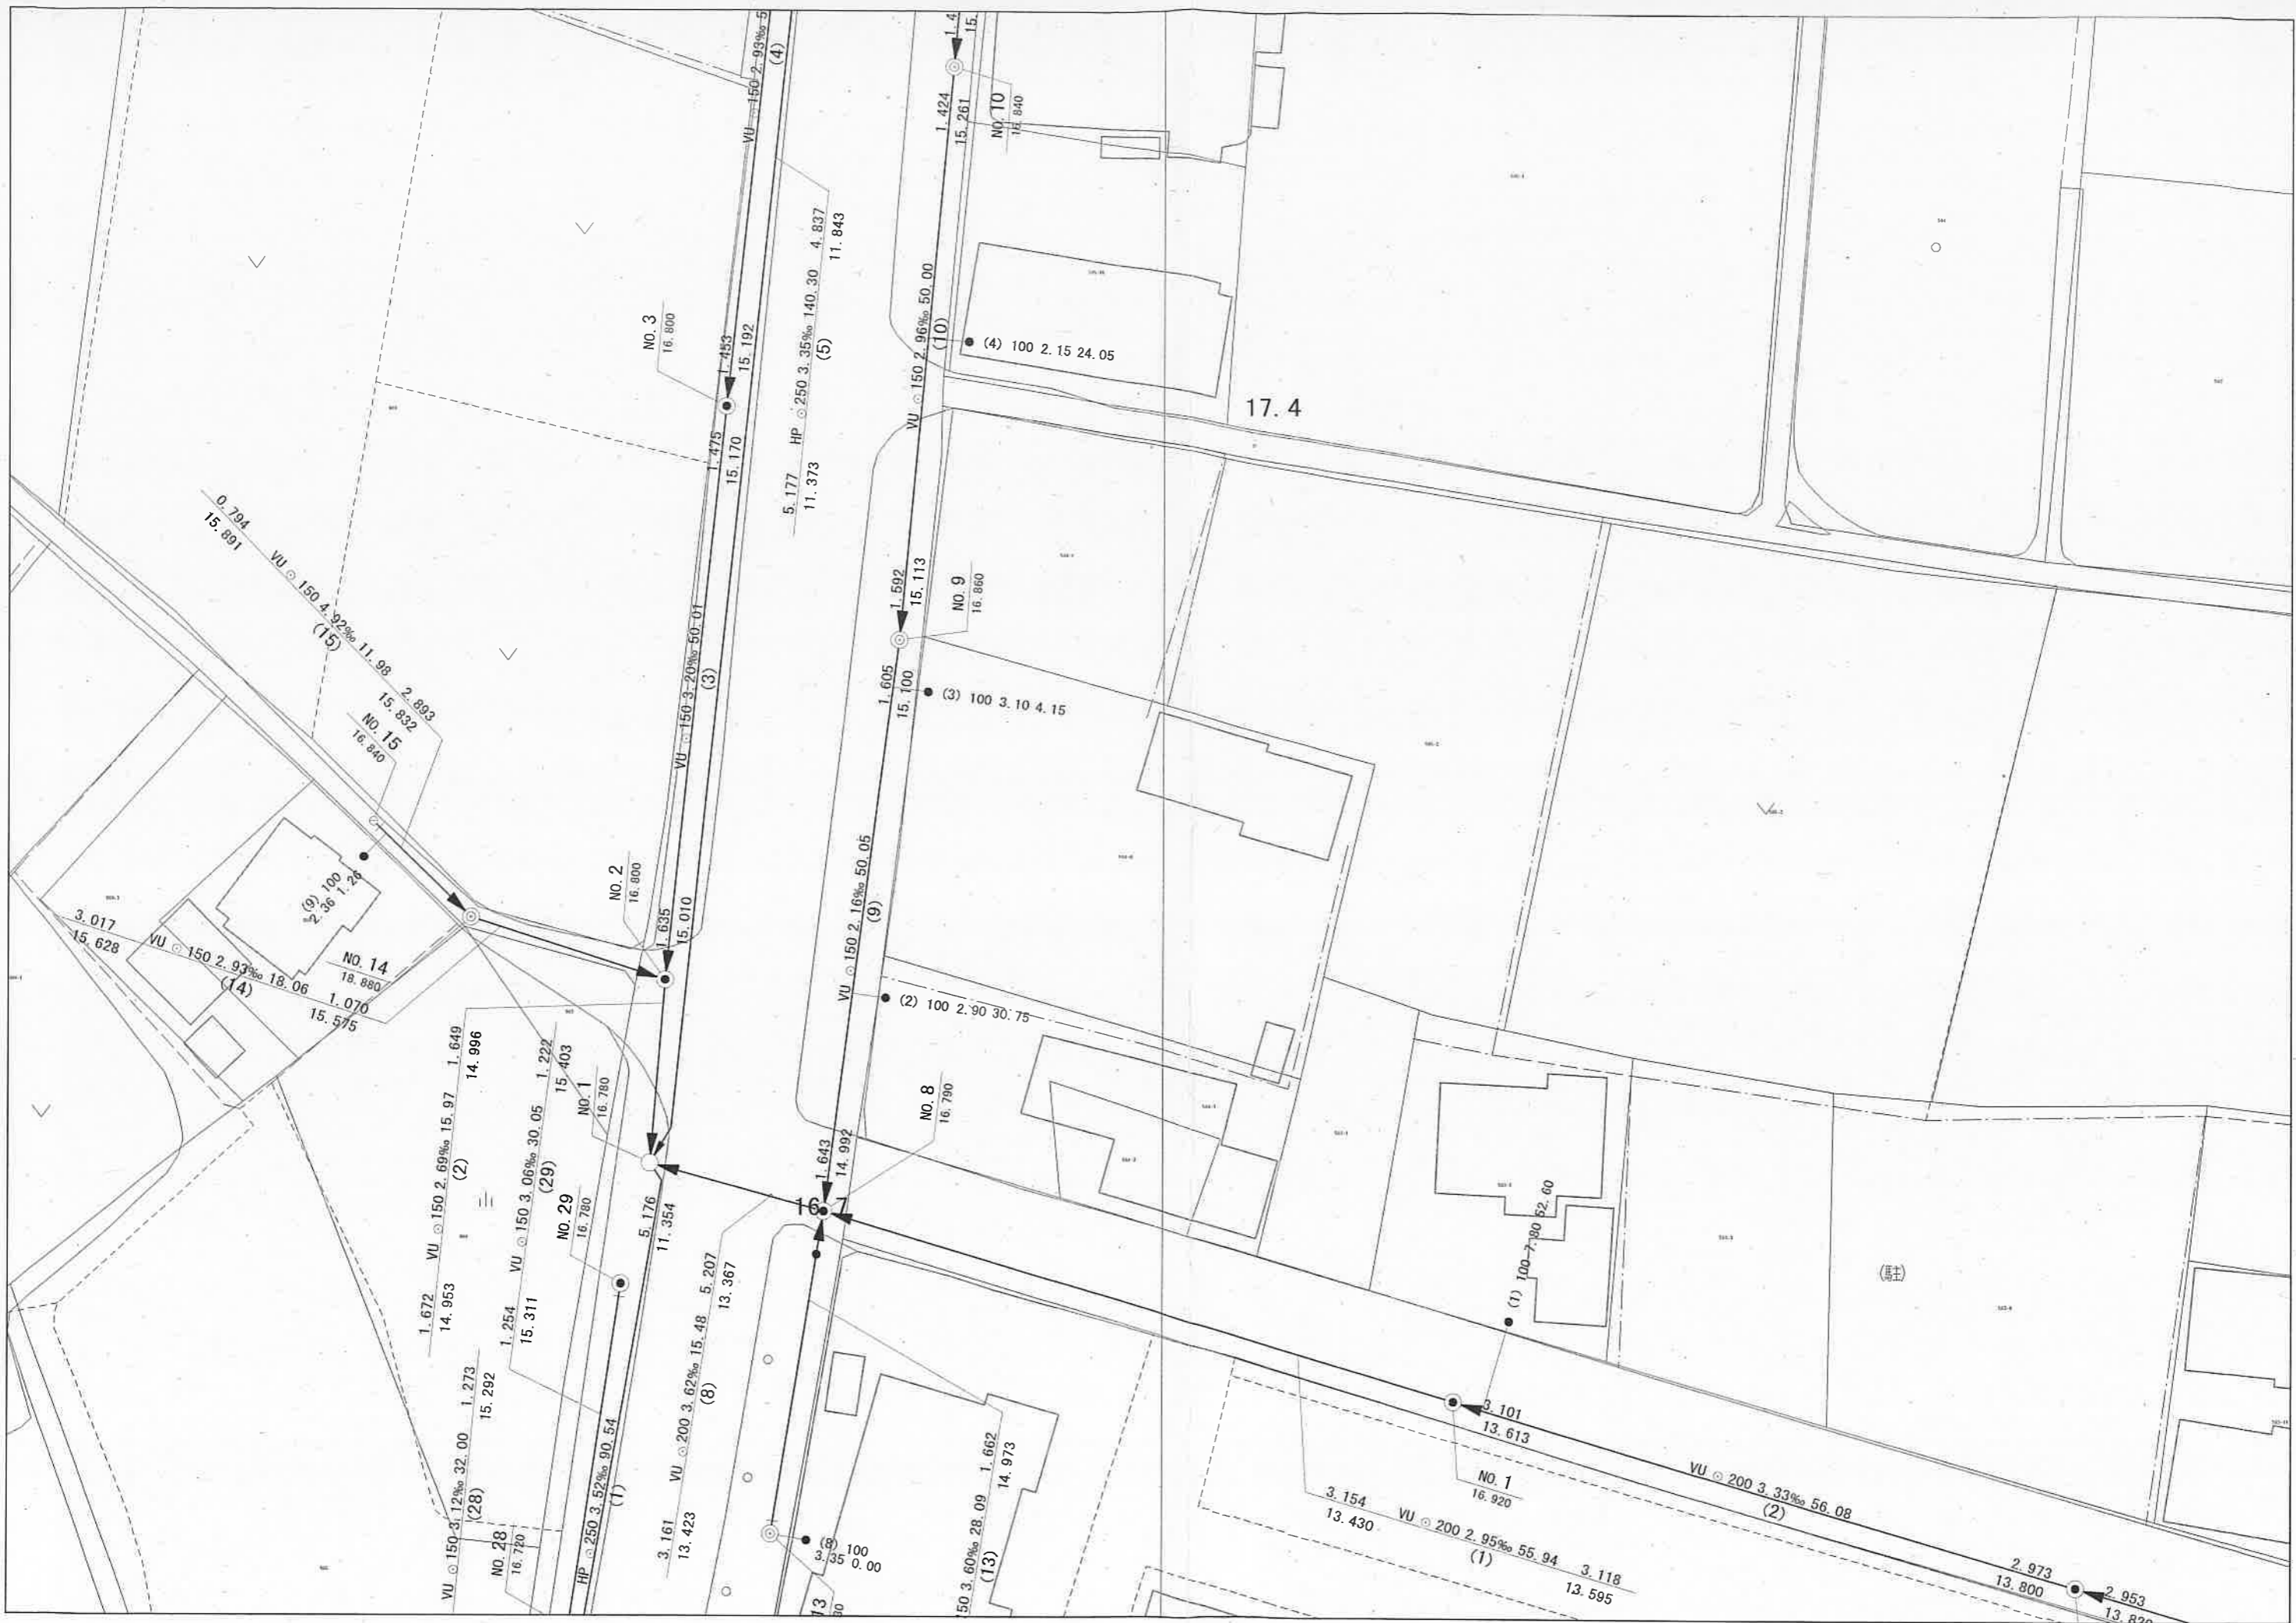 VU ⊙ 150 2.93‰ 5
(4)
1.4
15.
1.424
15.261
NO.10
16.840
4.837
11.843
HP ⊙ 250 3.35‰ 140.30
(5)
5.177
11.373
NO.3
16.800
1.453
15.192
1.475
15.170
VU ⊙ 150 2.96‰ 50.00
(10)
(4) 100 2.15 24.05
17.4
0.794
15.891
VU ⊙ 150 4.92‰ 11.98
(15)
2.893
15.832
NO.15
16.840
VU ⊙ 150 3.20‰ 50.01
(3)
1.592
15.113
NO.9
16.860
1.605
15.100
(3) 100 3.10 4.15
(9) 100
2.36 1.26
3.017
15.628
VU ⊙ 150 2.93‰ 18.06
(14)
NO.14
18.880
1.070
15.575
NO.2
16.800
1.635
15.010
VU ⊙ 150 2.16‰ 50.05
(9)
(2) 100 2.90 30.75
1.649
14.996
VU ⊙ 150 2.69‰ 15.97
(2)
1.672
14.953
1.222
15.403
VU ⊙ 150 3.06‰ 30.05
(29)
1.254
15.311
NO.1
16.780
NO.29
16.780
NO.8
16.790
1.643
14.992
16.7
5.176
11.354
5.207
13.367
VU ⊙ 200 3.62‰ 15.48
(8)
3.161
13.423
1.273
15.292
VU ⊙ 150 3.12‰ 32.00
(28)
NO.28
16.720
HP ⊙ 250 3.52‰ 90.54
(1)
(8) 100
3.35 0.00
1.662
14.973
50 3.60‰ 28.09
(13)
13
30
(1) 100 7.80 52.60
(駐)
3.101
13.613
NO.1
16.920
VU ⊙ 200 3.33‰ 56.08
(2)
3.154
13.430
VU ⊙ 200 2.95‰ 55.94
(1)
3.118
13.595
2.973
13.800
2.953